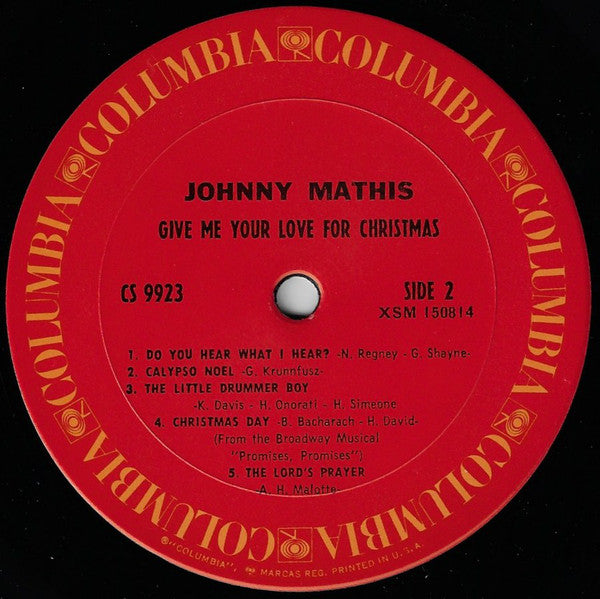 COLUMBIA COLUMBIA COLUMBIA COLUMBIA COLUMBIA COLUMBIA
JOHNNY MATHIS
GIVE ME YOUR LOVE FOR CHRISTMAS
CS 9923
SIDE 2
XSM 150814
1. DO YOU HEAR WHAT I HEAR? -N. Regney - G. Shayne-
2. CALYPSO NOEL -G. Krunnfusz-
3. THE LITTLE DRUMMER BOY
-K. Davis - H. Onorati - H. Simeone
4. CHRISTMAS DAY -B. Bacharach - H. David-
(From the Broadway Musical
"Promises, Promises")
5. THE LORD'S PRAYER
-A. H. Malotte-
®"COLUMBIA", MARCAS REG. PRINTED IN U.S.A.